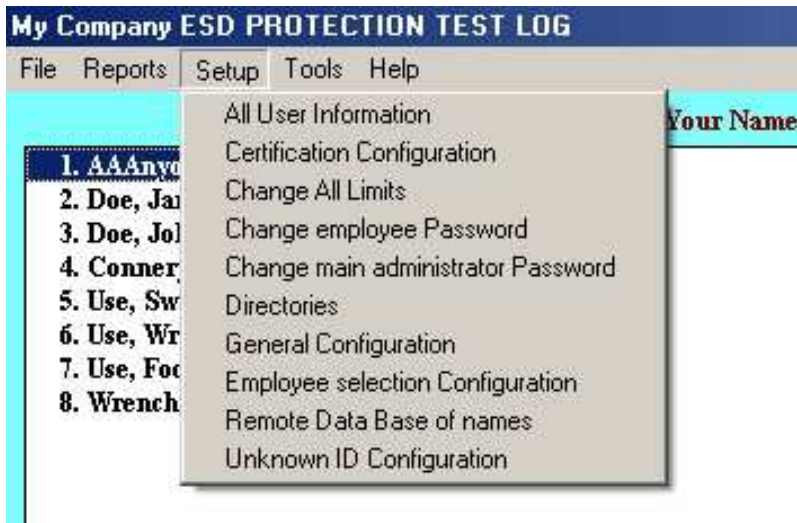 My Company ESD PROTECTION TEST LOG
File Reports Setup Tools Help
Your Name
1. AAAnyo
2. Doe, Jan
3. Doe, Jo
4. Conner
5. Use, Sw
6. Use, Wr
7. Use, Foo
8. Wrench
All User Information
Certification Configuration
Change All Limits
Change employee Password
Change main administrator Password
Directories
General Configuration
Employee selection Configuration
Remote Data Base of names
Unknown ID Configuration